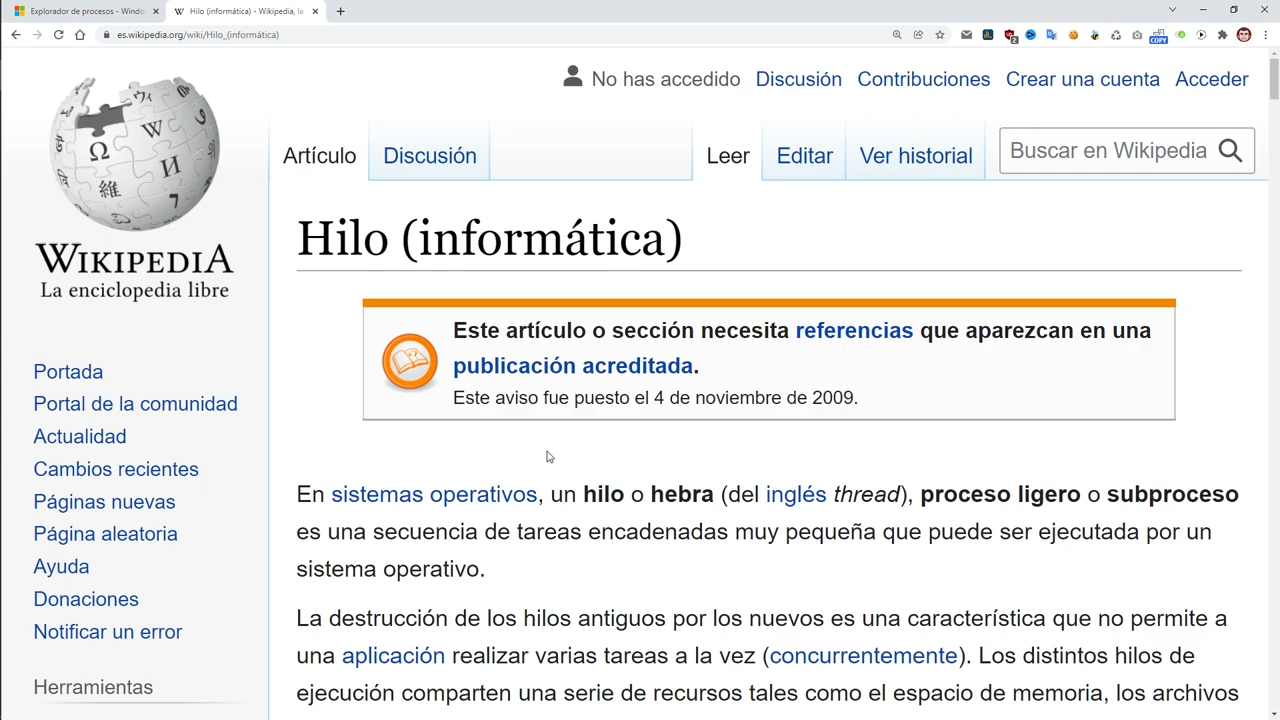 Explorador de procesos - Windo
Hilo (informática) - Wikipedia, la
es.wikipedia.org/wiki/Hilo_(informática)
2
COPY
No has accedido Discusión Contribuciones Crear una cuenta Acceder
Artículo Discusión Leer Editar Ver historial Buscar en Wikipedia
WIKIPEDIA
La enciclopedia libre
Hilo (informática)
Este artículo o sección necesita referencias que aparezcan en una
publicación acreditada.
Este aviso fue puesto el 4 de noviembre de 2009.
Portada
Portal de la comunidad
Actualidad
Cambios recientes
Páginas nuevas
Página aleatoria
Ayuda
Donaciones
Notificar un error
Herramientas
En sistemas operativos, un hilo o hebra (del inglés thread), proceso ligero o subproceso
es una secuencia de tareas encadenadas muy pequeña que puede ser ejecutada por un
sistema operativo.
La destrucción de los hilos antiguos por los nuevos es una característica que no permite a
una aplicación realizar varias tareas a la vez (concurrentemente). Los distintos hilos de
ejecución comparten una serie de recursos tales como el espacio de memoria, los archivos